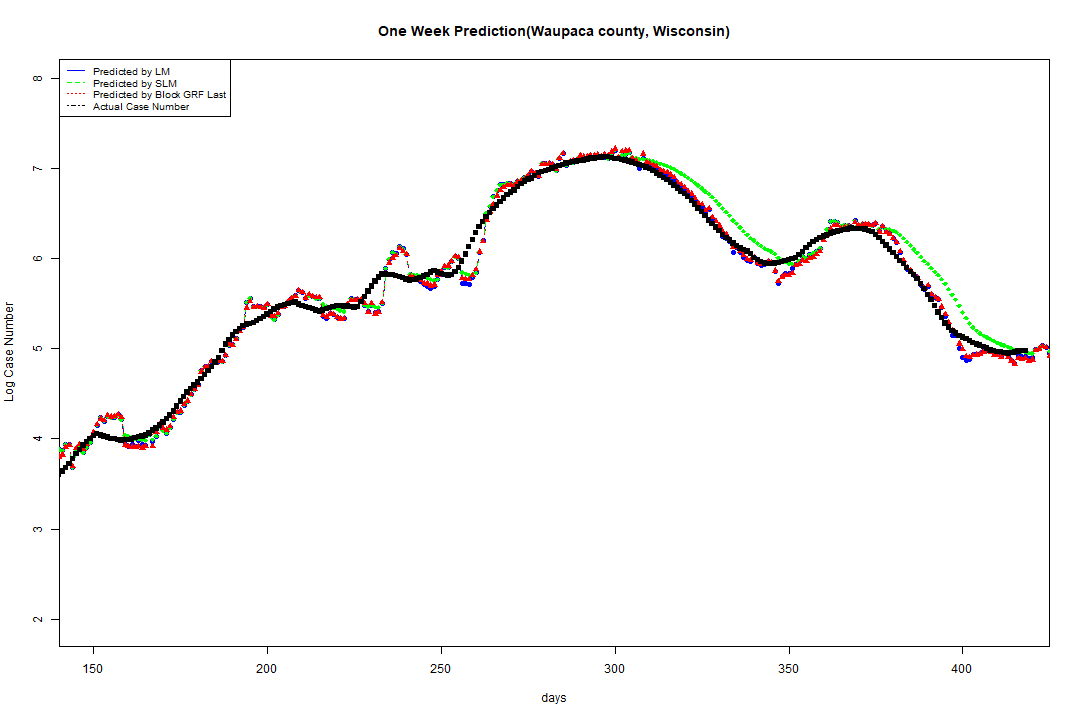 One Week Prediction(Waupaca county, Wisconsin)
Predicted by LM
Predicted by SLM
Predicted by Block GRF Last
Actual Case Number
8
7
6
5
4
3
2
Log Case Number
150 200 250 300 350 400
days